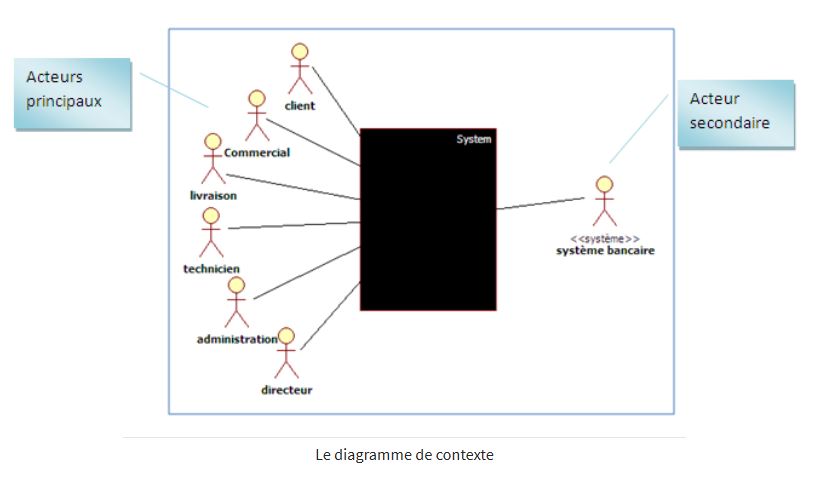 Acteurs
principaux
client
Commercial
livraison
technicien
administration
directeur
System
Acteur
secondaire
<<système>>
système bancaire
Le diagramme de contexte